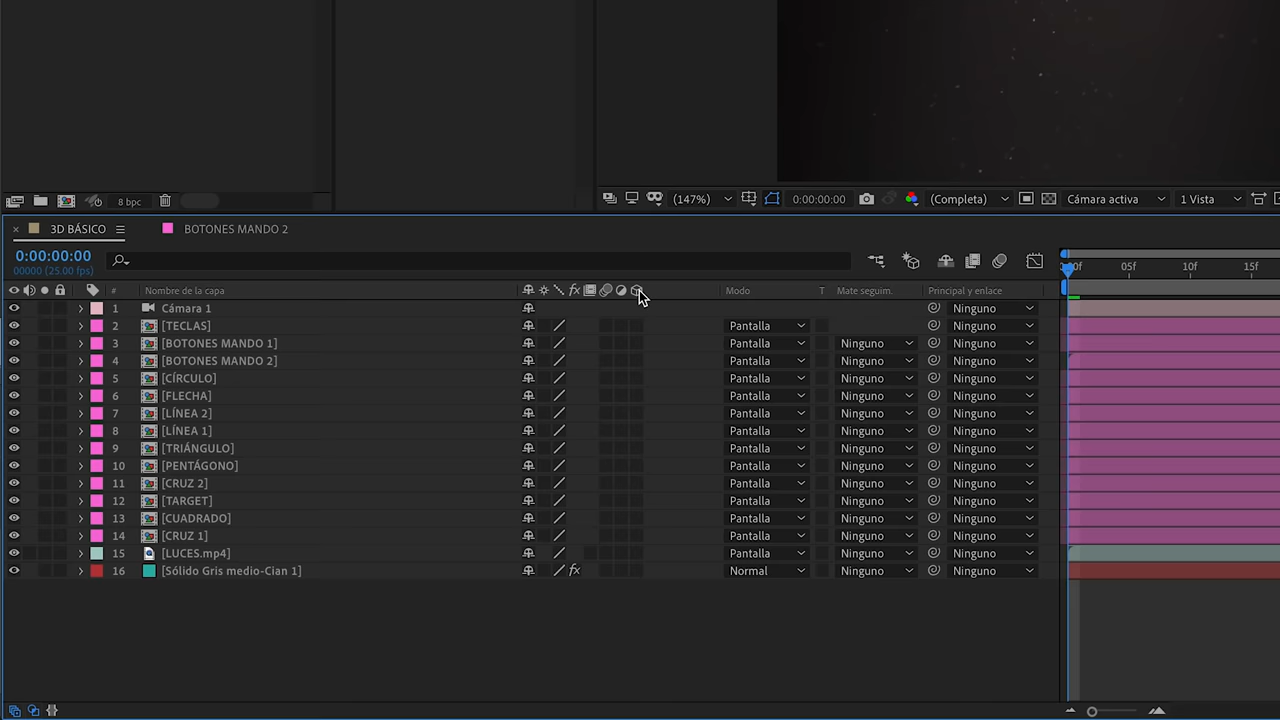 8 bpc
(147%)
0:00:00:00
(Completa)
Cámara activa
1 Vista
3D BÁSICO
BOTONES MANDO 2
0:00:00:00
00000 (25.00 fps)
05f
10f
15f
# Nombre de la capa fx Modo T Mate seguim. Principal y enlace
1 Cámara 1 Ninguno
2 [TECLAS] Pantalla Ninguno
3 [BOTONES MANDO 1] Pantalla Ninguno Ninguno
4 [BOTONES MANDO 2] Pantalla Ninguno Ninguno
5 [CÍRCULO] Pantalla Ninguno Ninguno
6 [FLECHA] Pantalla Ninguno Ninguno
7 [LÍNEA 2] Pantalla Ninguno Ninguno
8 [LÍNEA 1] Pantalla Ninguno Ninguno
9 [TRIÁNGULO] Pantalla Ninguno Ninguno
10 [PENTÁGONO] Pantalla Ninguno Ninguno
11 [CRUZ 2] Pantalla Ninguno Ninguno
12 [TARGET] Pantalla Ninguno Ninguno
13 [CUADRADO] Pantalla Ninguno Ninguno
14 [CRUZ 1] Pantalla Ninguno Ninguno
15 [LUCES.mp4] Pantalla Ninguno Ninguno
16 [Sólido Gris medio-Cian 1] fx Normal Ninguno Ninguno